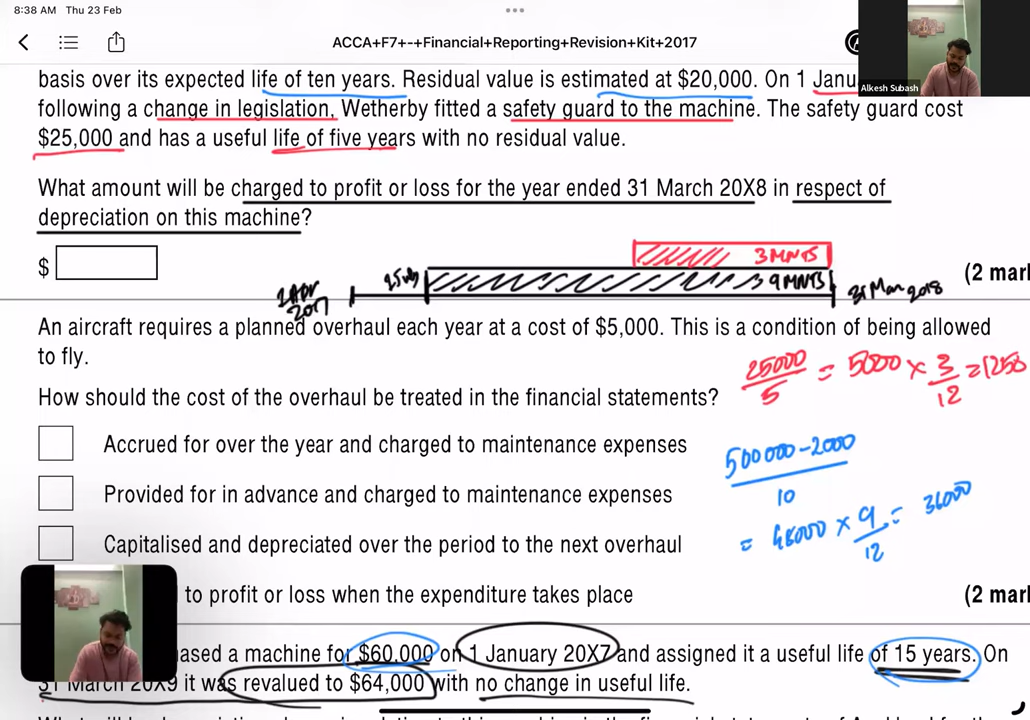 8:38 AM Thu 23 Feb
ACCA+F7+-+Financial+Reporting+Revision+Kit+2017
Alkesh Subash
basis over its expected life of ten years. Residual value is estimated at $20,000. On 1 Janu
following a change in legislation, Wetherby fitted a safety guard to the machine. The safety guard cost
$25,000 and has a useful life of five years with no residual value.
What amount will be charged to profit or loss for the year ended 31 March 20X8 in respect of
depreciation on this machine?
$
3 MNTS
(2 mar
9 MNTS
1 Apr
2017
31 Mar 2018
An aircraft requires a planned overhaul each year at a cost of $5,000. This is a condition of being allowed
to fly.
25000
5
= 5000 × 3
12
= 1250
How should the cost of the overhaul be treated in the financial statements?
Accrued for over the year and charged to maintenance expenses
500000 - 2000
10
Provided for in advance and charged to maintenance expenses
= 48000 × 9
12
= 36000
Capitalised and depreciated over the period to the next overhaul
to profit or loss when the expenditure takes place
(2 mar
ased a machine for $60,000 on 1 January 20X7 and assigned it a useful life of 15 years. On
31 March 20X9 it was revalued to $64,000 with no change in useful life.